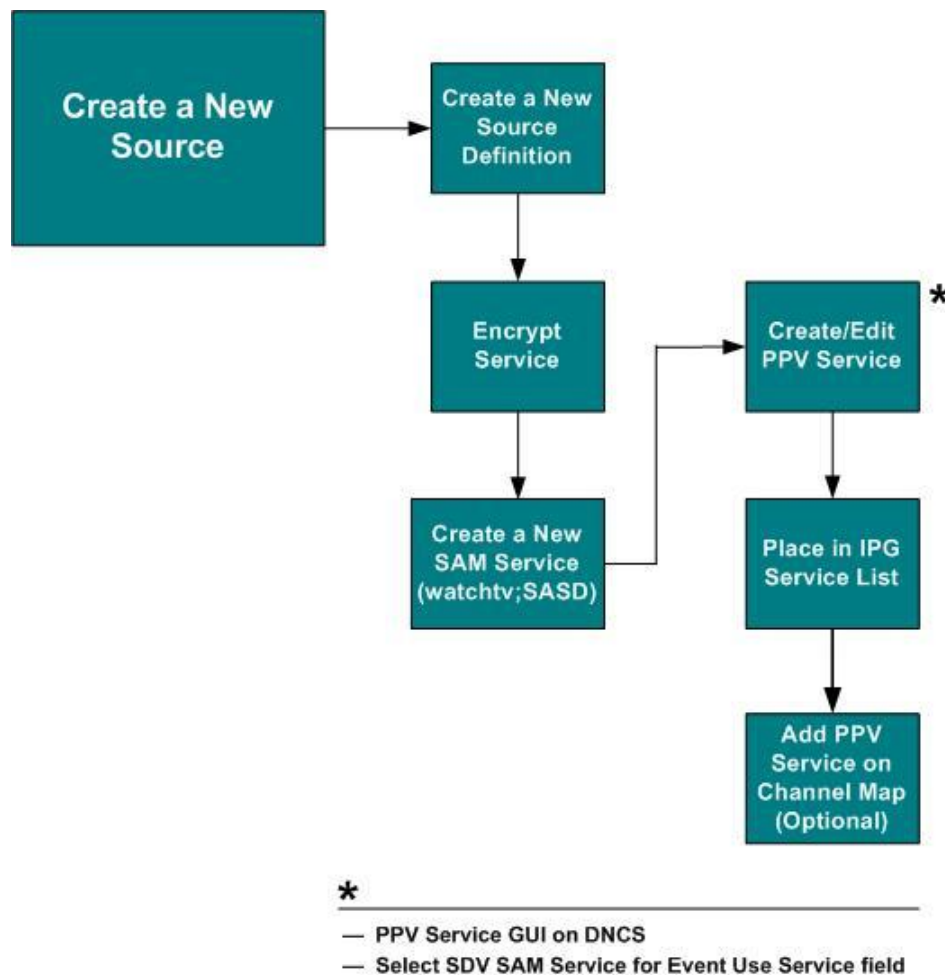 Create a New
Source
Create a New
Source
Definition
Encrypt
Service
Create a New
SAM Service
(watchtv;SASD)
*
Create/Edit
PPV Service
Place in IPG
Service List
Add PPV
Service on
Channel Map
(Optional)
*
— PPV Service GUI on DNCS
— Select SDV SAM Service for Event Use Service field